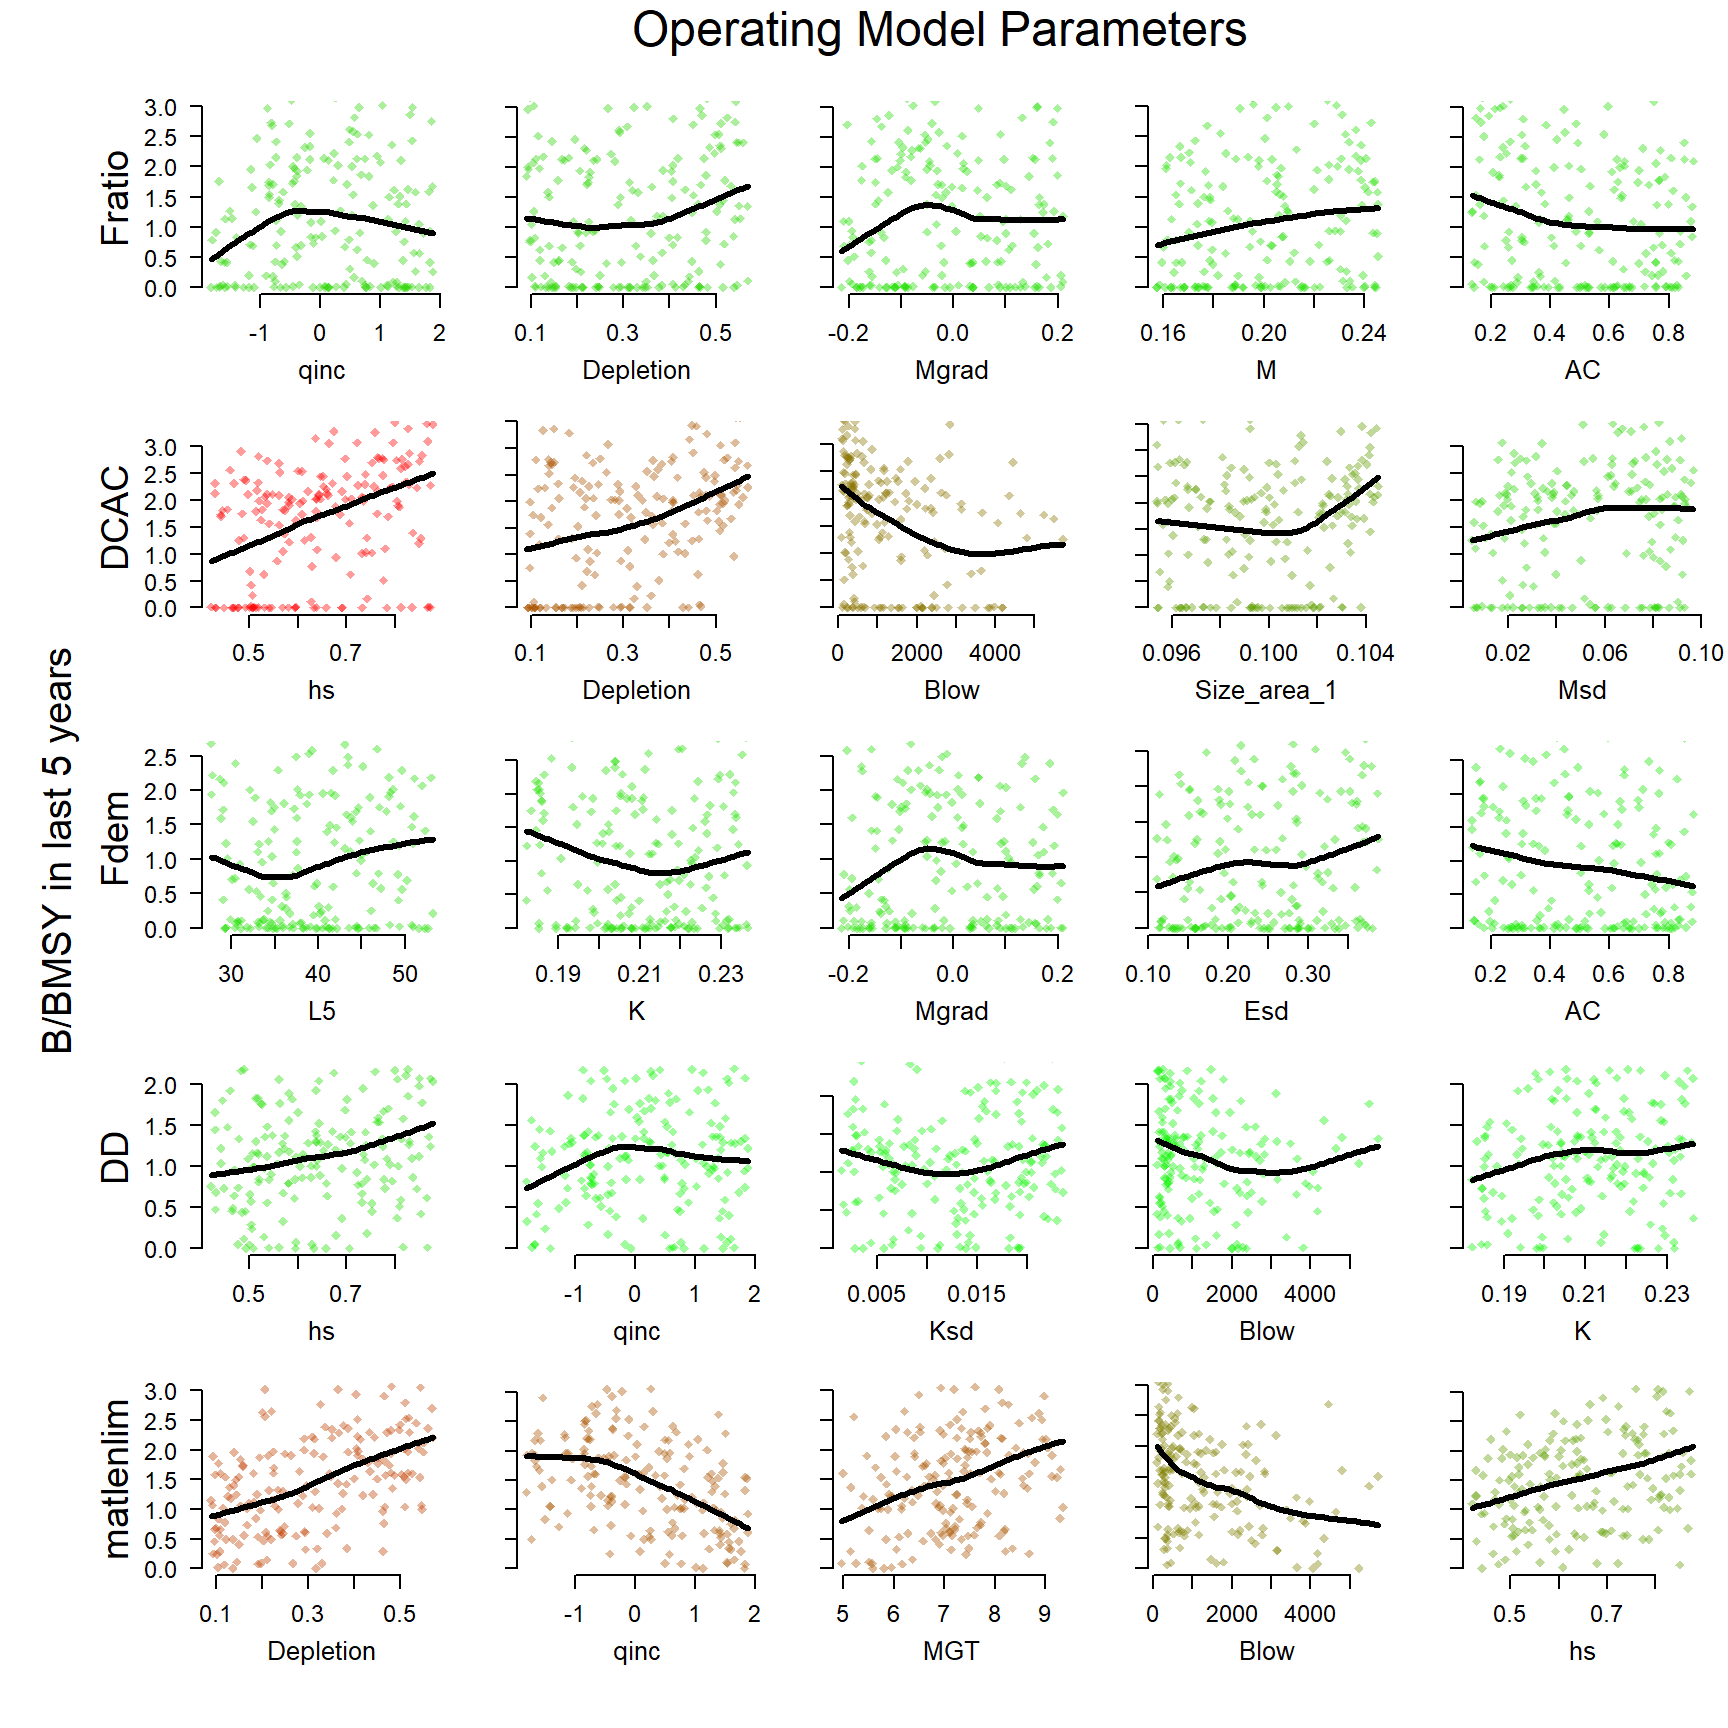 Operating Model Parameters
B/BMSY in last 5 years
Fratio
3.0
2.5
2.0
1.5
1.0
0.5
0.0
-1 0 1 2
qinc
0.1 0.3 0.5
Depletion
-0.2 0.0 0.2
Mgrad
0.16 0.20 0.24
M
0.2 0.4 0.6 0.8
AC
DCAC
3.0
2.5
2.0
1.5
1.0
0.5
0.0
0.5 0.7
hs
0.1 0.3 0.5
Depletion
0 2000 4000
Blow
0.096 0.100 0.104
Size_area_1
0.02 0.06 0.10
Msd
Fdem
2.5
2.0
1.5
1.0
0.5
0.0
30 40 50
L5
0.19 0.21 0.23
K
-0.2 0.0 0.2
Mgrad
0.10 0.20 0.30
Esd
0.2 0.4 0.6 0.8
AC
DD
2.0
1.5
1.0
0.5
0.0
0.5 0.7
hs
-1 0 1 2
qinc
0.005 0.015
Ksd
0 2000 4000
Blow
0.19 0.21 0.23
K
matlenlim
3.0
2.5
2.0
1.5
1.0
0.5
0.0
0.1 0.3 0.5
Depletion
-1 0 1 2
qinc
5 6 7 8 9
MGT
0 2000 4000
Blow
0.5 0.7
hs